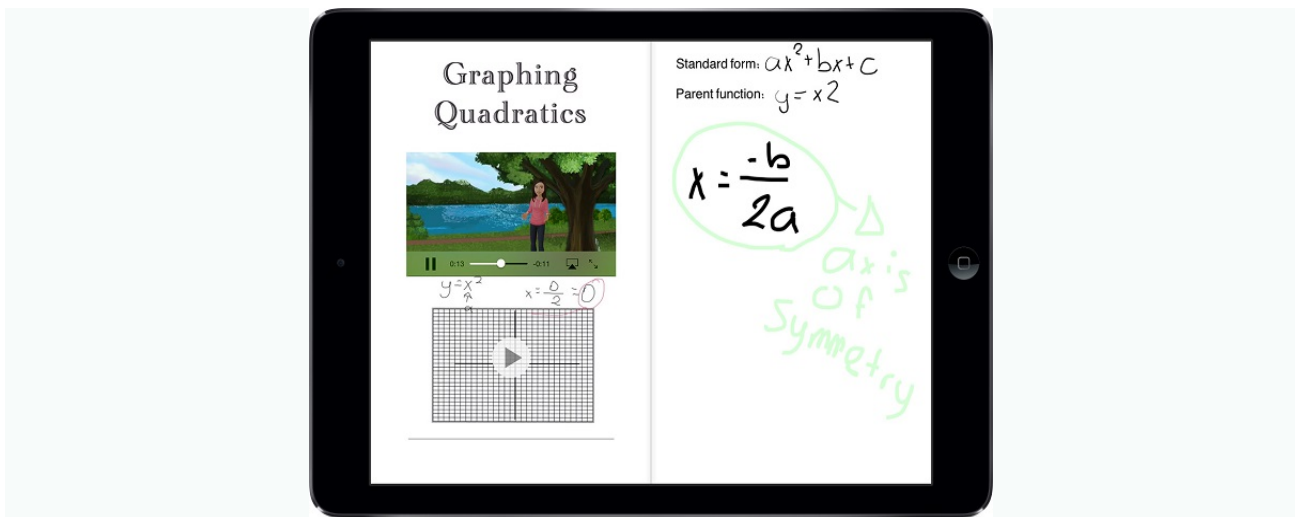 Graphing
Quadratics
0:13
-0:11
y=x²
a
x = 0/2 = 0
Standard form: ax²+bx+c
Parent function: y=x2
x = -b/2a
axis
of
symmetry